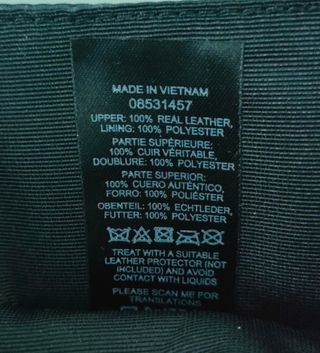 MADE IN VIETNAM
08531457
UPPER: 100% REAL LEATHER,
LINING: 100% POLYESTER
PARTIE SUPÉRIEURE:
100% CUIR VÉRITABLE,
DOUBLURE: 100% POLYESTER
PARTE SUPERIOR:
100% CUERO AUTÉNTICO,
FORRO: 100% POLIÉSTER
OBENTEIL: 100% ECHTLEDER,
FUTTER: 100% POLYESTER
TREAT WITH A SUITABLE
LEATHER PROTECTOR (NOT
TREATED) AND AVOID
CONTACT WITH LIQUIDS
PLEASE SCAN ME FOR
TRANSLATIONS